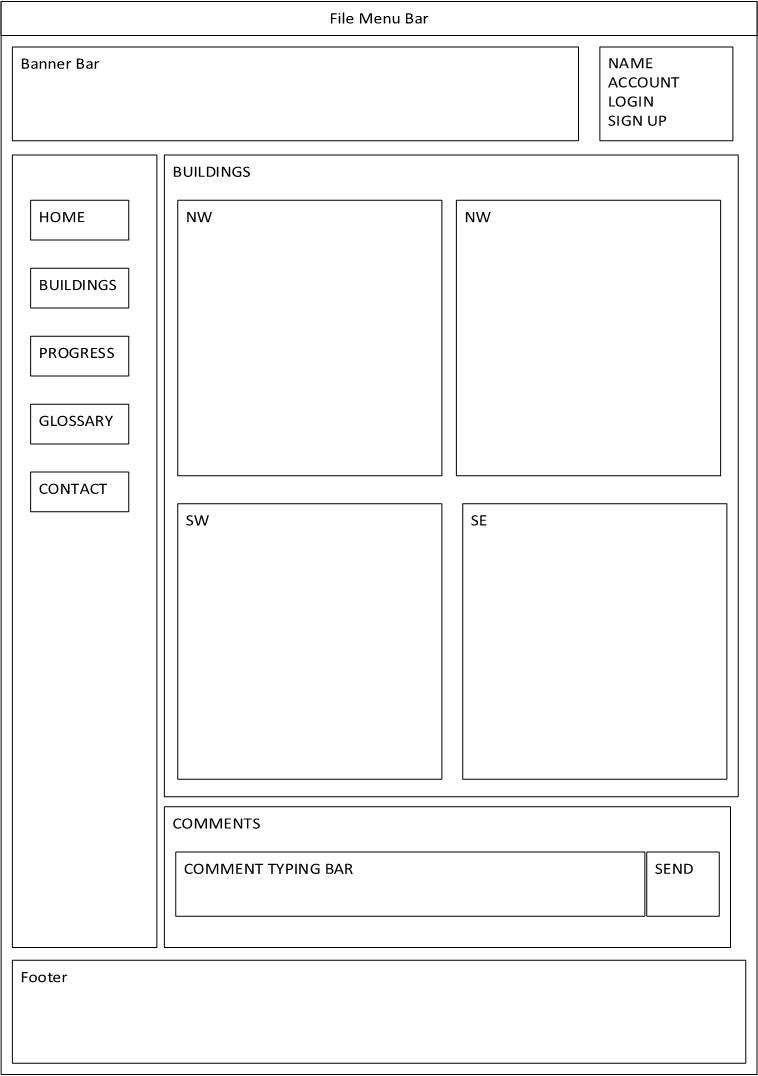 File Menu Bar
Banner Bar
NAME
ACCOUNT
LOGIN
SIGN UP
HOME
BUILDINGS
PROGRESS
GLOSSARY
CONTACT
BUILDINGS
NW
NW
SW
SE
COMMENTS
COMMENT TYPING BAR
SEND
Footer